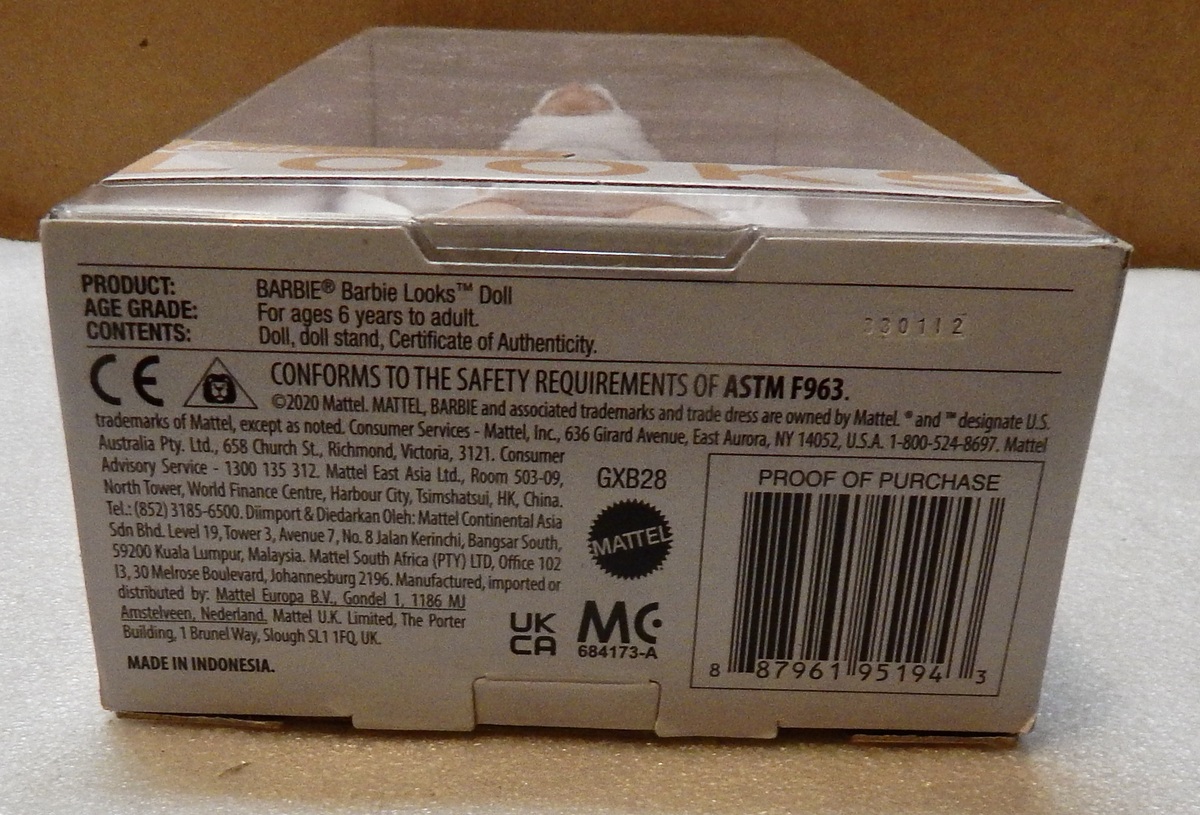 LOOKS
PRODUCT: BARBIE® Barbie Looks™ Doll
AGE GRADE: For ages 6 years to adult.
CONTENTS: Doll, doll stand, Certificate of Authenticity.
33011 2
CE
CONFORMS TO THE SAFETY REQUIREMENTS OF ASTM F963.
©2020 Mattel. MATTEL, BARBIE and associated trademarks and trade dress are owned by Mattel. ® and ™ designate U.S.
trademarks of Mattel, except as noted. Consumer Services - Mattel, Inc., 636 Girard Avenue, East Aurora, NY 14052, U.S.A. 1-800-524-8697. Mattel
Australia Pty. Ltd., 658 Church St., Richmond, Victoria, 3121. Consumer
Advisory Service - 1300 135 312. Mattel East Asia Ltd., Room 503-09,
North Tower, World Finance Centre, Harbour City, Tsimshatsui, HK, China.
Tel.: (852) 3185-6500. Diimport & Diedarkan Oleh: Mattel Continental Asia
Sdn Bhd. Level 19, Tower 3, Avenue 7, No. 8 Jalan Kerinchi, Bangsar South,
59200 Kuala Lumpur, Malaysia. Mattel South Africa (PTY) LTD, Office 102
I3, 30 Melrose Boulevard, Johannesburg 2196. Manufactured, imported or
distributed by: Mattel Europa B.V., Gondel 1, 1186 MJ
Amstelveen, Nederland. Mattel U.K. Limited, The Porter
Building, 1 Brunel Way, Slough SL1 1FQ, UK.
MADE IN INDONESIA.
GXB28
MATTEL
UK
CA
MC
684173-A
PROOF OF PURCHASE
8 87961 95194 3